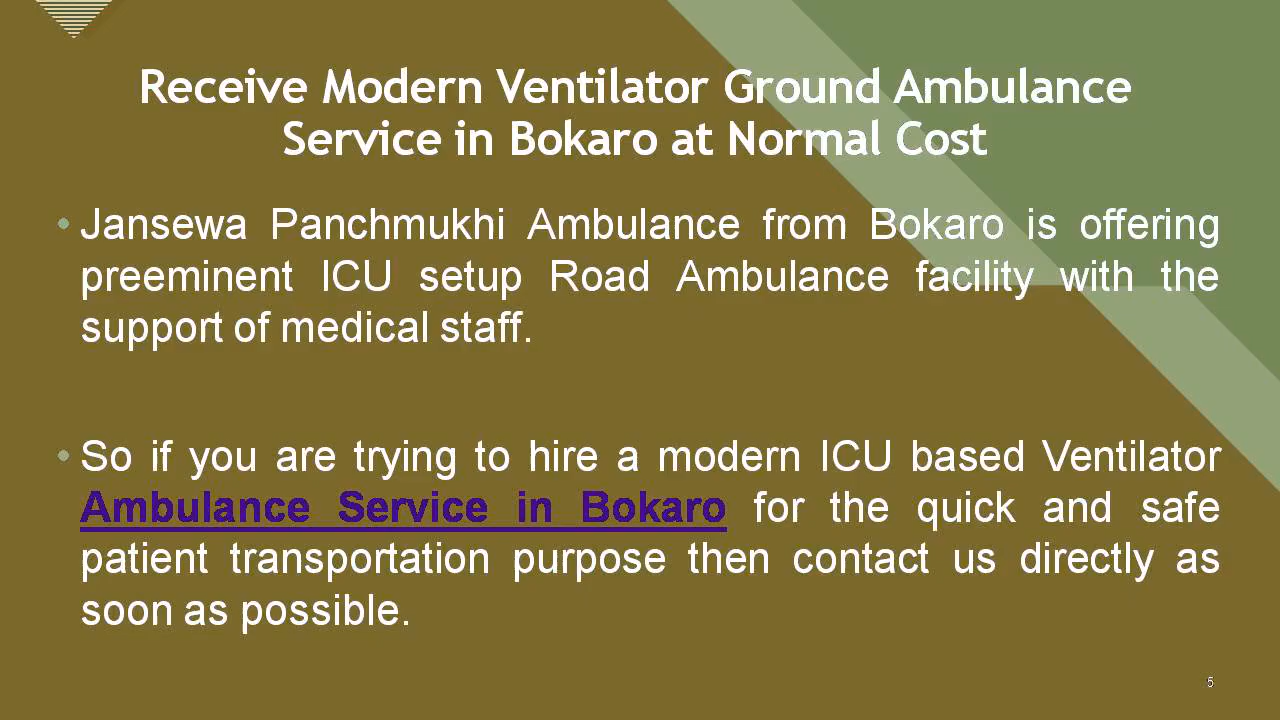 Receive Modern Ventilator Ground Ambulance
Service in Bokaro at Normal Cost
• Jansewa Panchmukhi Ambulance from Bokaro is offering
preeminent ICU setup Road Ambulance facility with the
support of medical staff.
• So if you are trying to hire a modern ICU based Ventilator
Ambulance Service in Bokaro for the quick and safe
patient transportation purpose then contact us directly as
soon as possible.
5